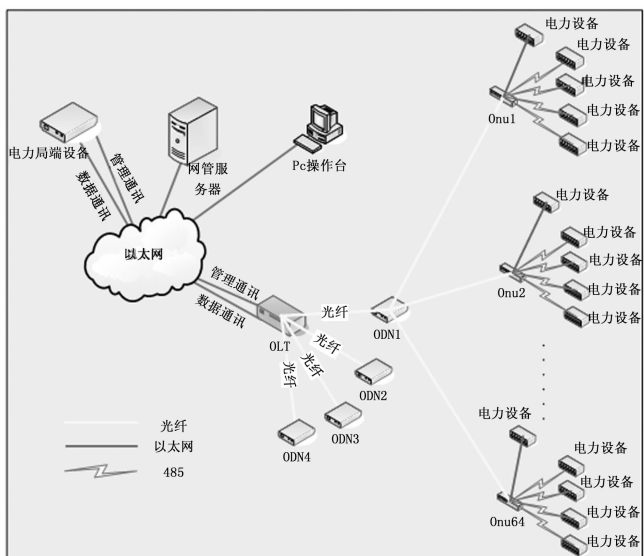 电力设备
电力设备
电力设备
电力设备
电力设备
Onu1
电力局端设备
网管服
务器
Pc操作台
管理通讯
数据通讯
以太网
电力设备
电力设备
电力设备
电力设备
电力设备
Onu2
管理通讯
数据通讯
OLT
光纤
ODN1
光纤
ODN2
光纤
ODN3
光纤
ODN4
光纤
以太网
485
电力设备
电力设备
电力设备
电力设备
电力设备
Onu64